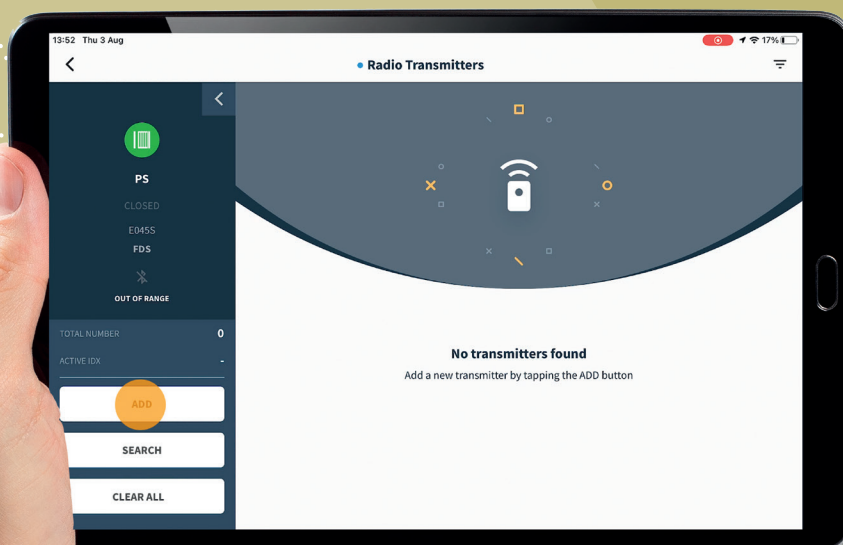 13:52 Thu 3 Aug
17%
Radio Transmitters
PS
CLOSED
E045S
FDS
OUT OF RANGE
TOTAL NUMBER 0
ACTIVE IDX -
ADD
SEARCH
CLEAR ALL
No transmitters found
Add a new transmitter by tapping the ADD button